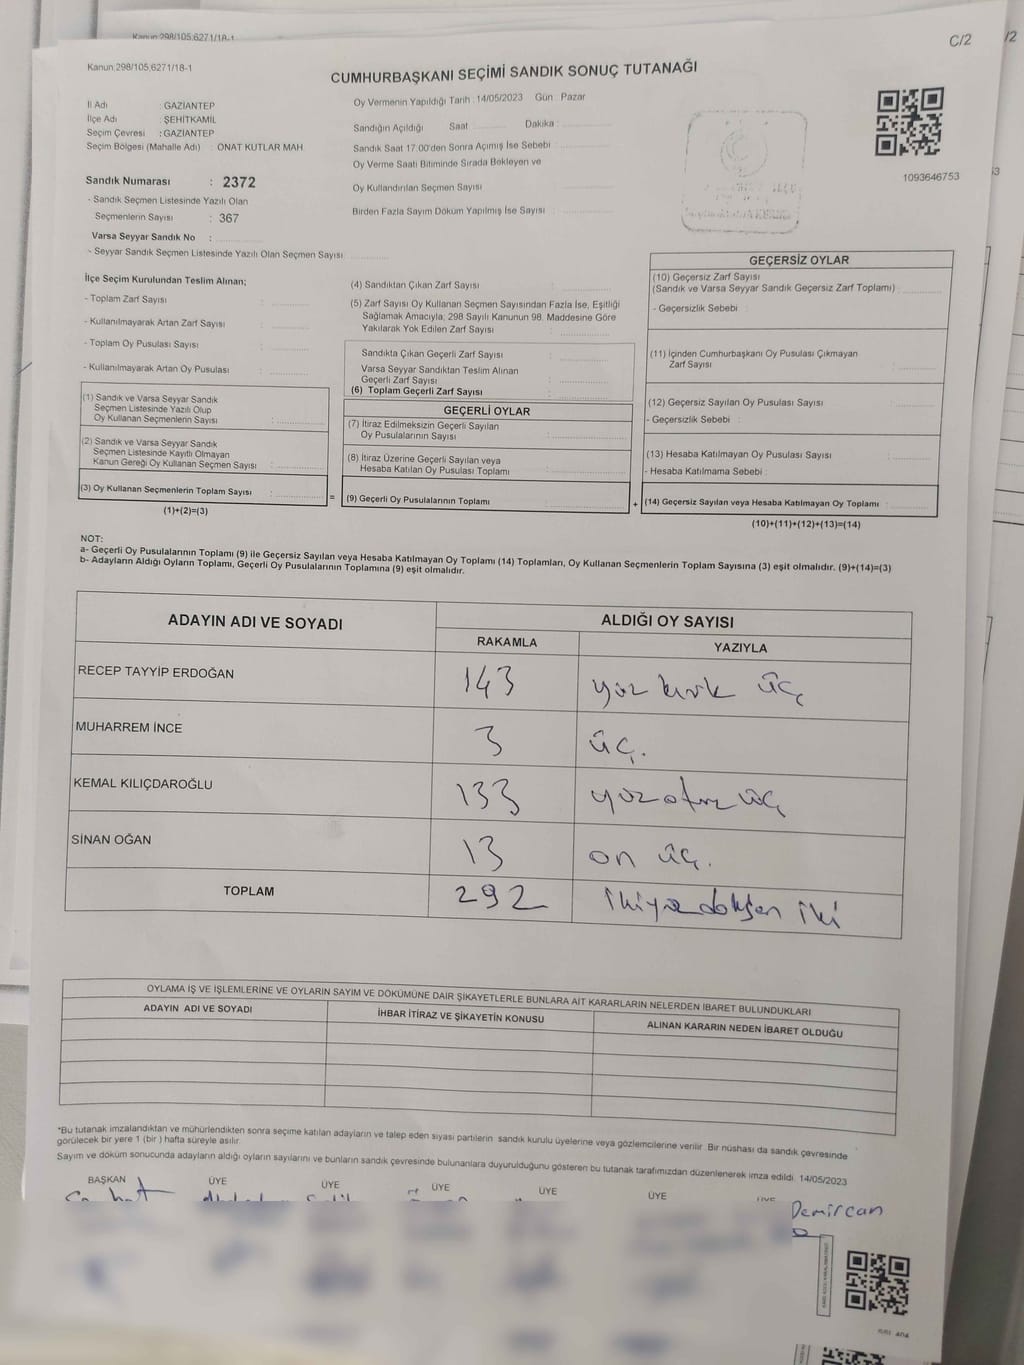 Kanun:298/105,6271/18-1
C/2
/2
Kanun:298/105,6271/18-1
CUMHURBAŞKANI SEÇİMİ SANDIK SONUÇ TUTANAĞI
İl Adı : GAZİANTEP
İlçe Adı : ŞEHİTKAMİL
Seçim Çevresi : GAZİANTEP
Seçim Bölgesi (Mahalle Adı) : ONAT KUTLAR MAH.
Sandık Numarası : 2372
- Sandık Seçmen Listesinde Yazılı Olan
Seçmenlerin Sayısı : 367
Varsa Seyyar Sandık No :
- Seyyar Sandık Seçmen Listesinde Yazılı Olan Seçmen Sayısı:
Oy Vermenin Yapıldığı Tarih : 14/05/2023 Gün : Pazar
Sandığın Açıldığı Saat Dakika :
Sandık Saat 17:00'den Sonra Açımış İse Sebebi :
Oy Verme Saati Bitiminde Sırada Bekleyen ve
Oy Kullandırılan Seçmen Sayısı :
Birden Fazla Sayım Döküm Yapılmış İse Sayısı :
1093646753
İlçe Seçim Kurulundan Teslim Alınan;
- Toplam Zarf Sayısı :
- Kullanılmayarak Artan Zarf Sayısı :
- Toplam Oy Pusulası Sayısı :
- Kullanılmayarak Artan Oy Pusulası :
(1) Sandık ve Varsa Seyyar Sandık
Seçmen Listesinde Yazılı Olup
Oy Kullanan Seçmenlerin Sayısı :
(2) Sandık ve Varsa Seyyar Sandık
Seçmen Listesinde Kayıtlı Olmayan
Kanun Gereği Oy Kullanan Seçmen Sayısı :
(3) Oy Kullanan Seçmenlerin Toplam Sayısı :
(1)+(2)=(3)
=
(4) Sandıktan Çıkan Zarf Sayısı :
(5) Zarf Sayısı Oy Kullanan Seçmen Sayısından Fazla İse, Eşitliği
Sağlamak Amacıyla; 298 Sayılı Kanunun 98. Maddesine Göre
Yakılarak Yok Edilen Zarf Sayısı :
Sandıkta Çıkan Geçerli Zarf Sayısı :
Varsa Seyyar Sandıktan Teslim Alınan
Geçerli Zarf Sayısı :
(6) Toplam Geçerli Zarf Sayısı :
GEÇERLİ OYLAR
(7) İtiraz Edilmeksizin Geçerli Sayılan
Oy Pusulalarının Sayısı :
(8) İtiraz Üzerine Geçerli Sayılan veya
Hesaba Katılan Oy Pusulası Toplamı :
(9) Geçerli Oy Pusulalarının Toplamı :
+
GEÇERSİZ OYLAR
(10) Geçersiz Zarf Sayısı
(Sandık ve Varsa Seyyar Sandık Geçersiz Zarf Toplamı) :
- Geçersizlik Sebebi :
(11) İçinden Cumhurbaşkanı Oy Pusulası Çıkmayan
Zarf Sayısı :
(12) Geçersiz Sayılan Oy Pusulası Sayısı :
- Geçersizlik Sebebi :
(13) Hesaba Katılmayan Oy Pusulası Sayısı :
- Hesaba Katılmama Sebebi :
(14) Geçersiz Sayılan veya Hesaba Katılmayan Oy Toplamı :
(10)+(11)+(12)+(13)=(14)
NOT:
a- Geçerli Oy Pusulalarının Toplamı (9) ile Geçersiz Sayılan veya Hesaba Katılmayan Oy Toplamı (14) Toplamları, Oy Kullanan Seçmenlerin Toplam Sayısına (3) eşit olmalıdır. (9)+(14)=(3)
b- Adayların Aldığı Oyların Toplamı, Geçerli Oy Pusulalarının Toplamına (9) eşit olmalıdır.
ADAYIN ADI VE SOYADI
ALDIĞI OY SAYISI
RAKAMLA YAZIYLA
RECEP TAYYİP ERDOĞAN 143 yüz kırk üç
MUHARREM İNCE 3 üç.
KEMAL KILIÇDAROĞLU 133 yüz otuz üç
SİNAN OĞAN 13 on üç.
TOPLAM 292 ikiyüz doksan iki
OYLAMA İŞ VE İŞLEMLERİNE VE OYLARIN SAYIM VE DÖKÜMÜNE DAİR ŞİKAYETLERLE BUNLARA AİT KARARLARIN NELERDEN İBARET BULUNDUKLARI
ADAYIN ADI VE SOYADI İHBAR İTİRAZ VE ŞİKAYETİN KONUSU ALINAN KARARIN NEDEN İBARET OLDUĞU
*Bu tutanak imzalandıktan ve mühürlendikten sonra seçime katılan adayların ve talep eden siyasi partilerin sandık kurulu üyelerine veya gözlemcilerine verilir. Bir nüshası da sandık çevresinde
görülecek bir yere 1 (bir ) hafta süreyle asılır.
Sayım ve döküm sonucunda adayların aldığı oyların sayılarını ve bunların sandık çevresinde bulunanlara duyurulduğunu gösteren bu tutanak tarafımızdan düzenlenerek imza edildi. 14/05/2023
BAŞKAN ÜYE ÜYE ÜYE ÜYE ÜYE ÜYE
Demircan